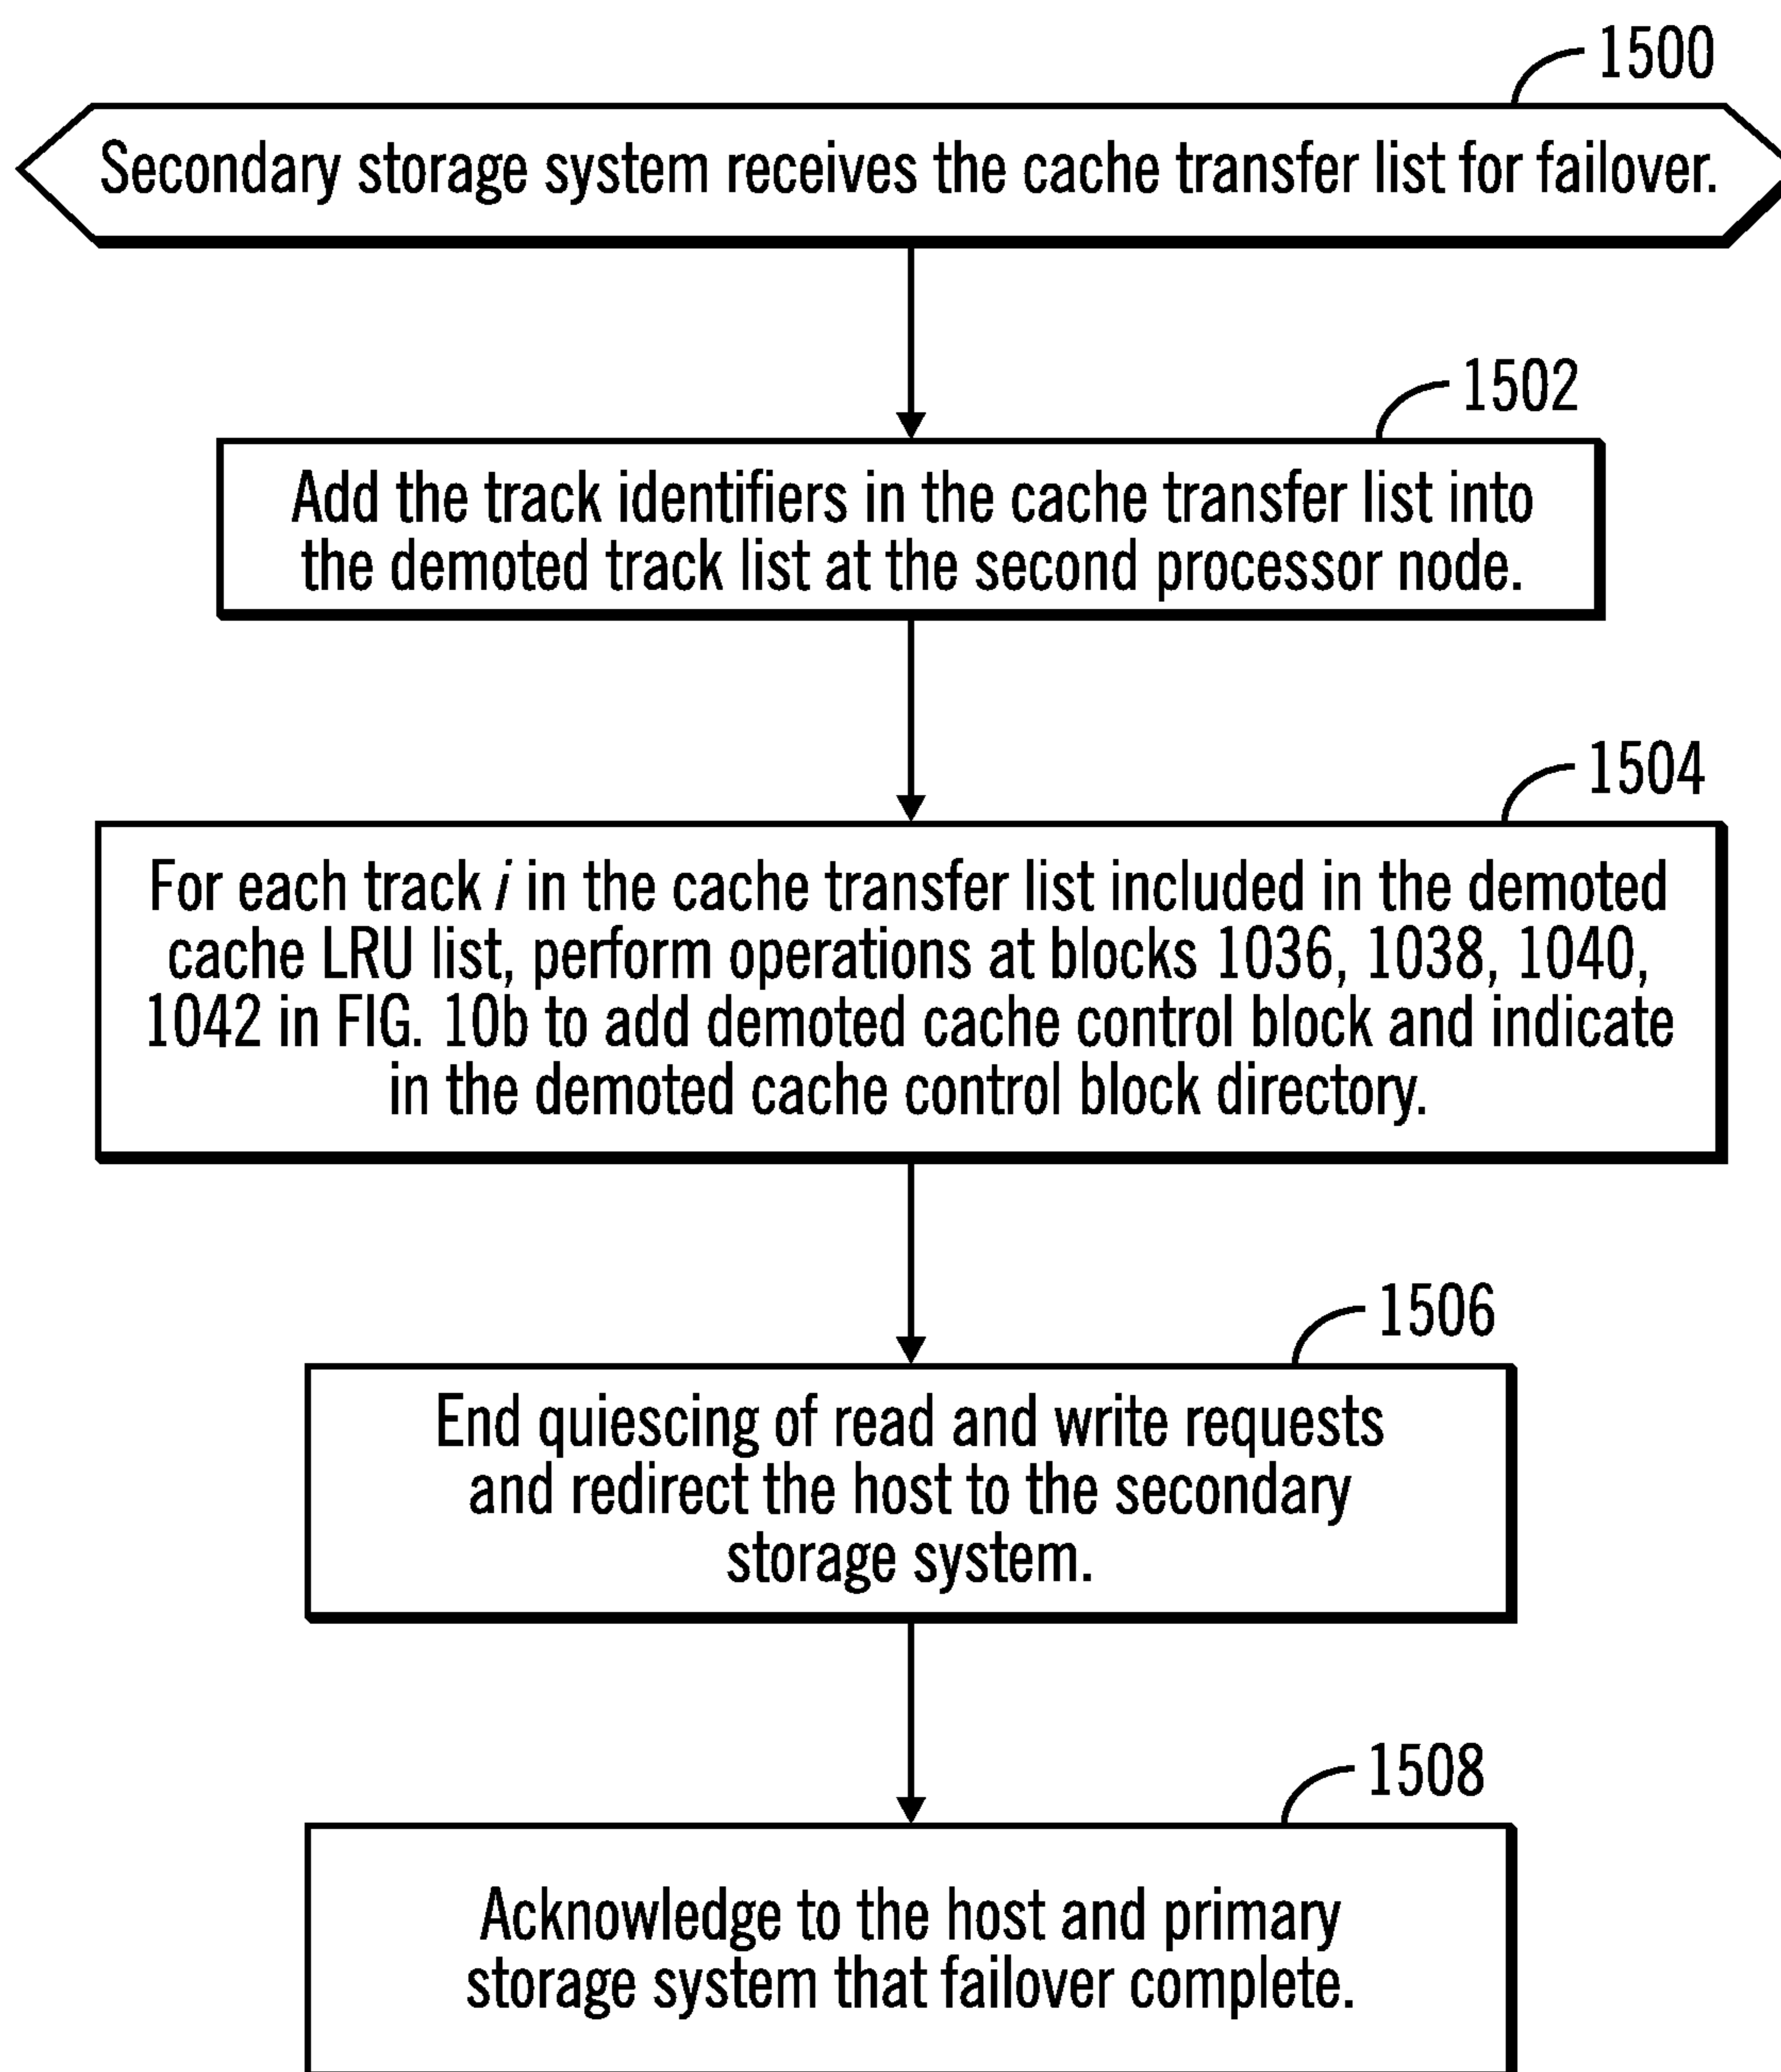 1500
Secondary storage system receives the cache transfer list for failover.
1502
Add the track identifiers in the cache transfer list into
the demoted track list at the second processor node.
1504
For each track i in the cache transfer list included in the demoted
cache LRU list, perform operations at blocks 1036, 1038, 1040,
1042 in FIG. 10b to add demoted cache control block and indicate
in the demoted cache control block directory.
1506
End quiescing of read and write requests
and redirect the host to the secondary
storage system.
1508
Acknowledge to the host and primary
storage system that failover complete.